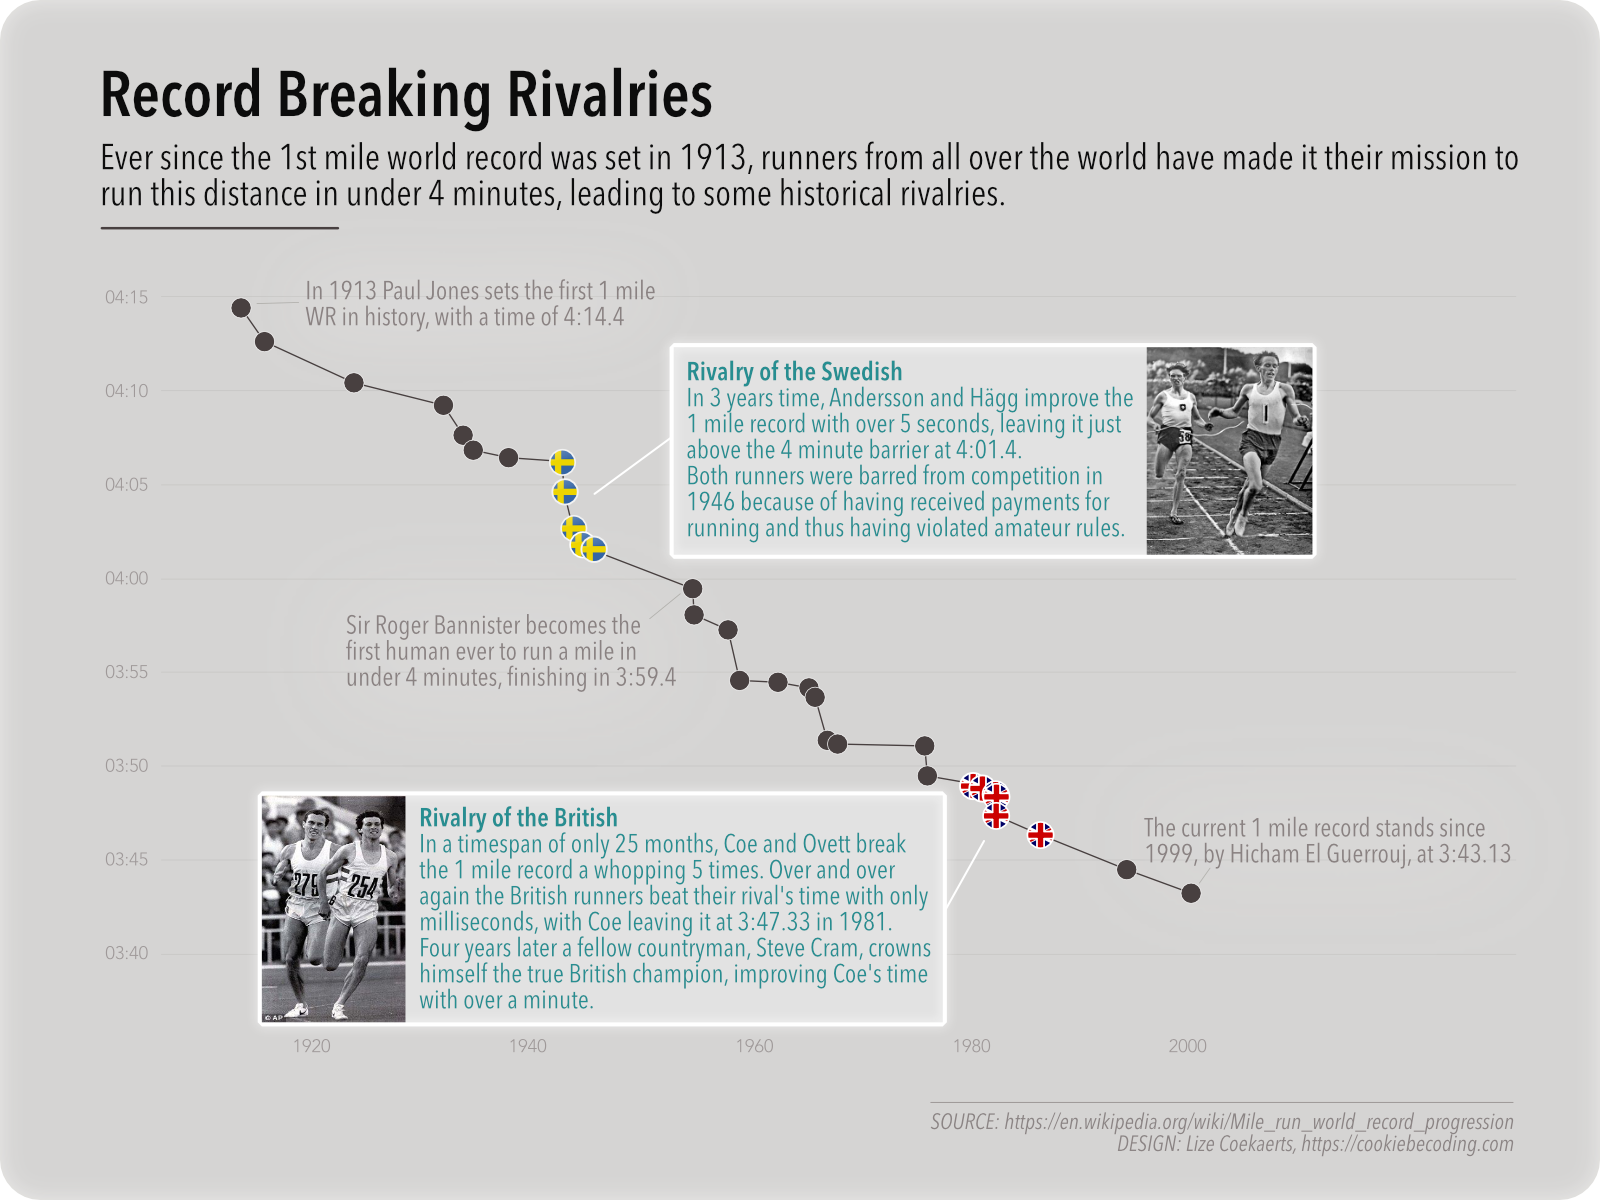 Record Breaking Rivalries
Ever since the 1st mile world record was set in 1913, runners from all over the world have made it their mission to
run this distance in under 4 minutes, leading to some historical rivalries.
04:15
In 1913 Paul Jones sets the first 1 mile
WR in history, with a time of 4:14.4
Rivalry of the Swedish
In 3 years time, Andersson and Hägg improve the
1 mile record with over 5 seconds, leaving it just
above the 4 minute barrier at 4:01.4.
Both runners were barred from competition in
1946 because of having received payments for
running and thus having violated amateur rules.
1
58
04:10
04:05
04:00
Sir Roger Bannister becomes the
first human ever to run a mile in
under 4 minutes, finishing in 3:59.4
03:55
03:50
275
254
© AP
Rivalry of the British
In a timespan of only 25 months, Coe and Ovett break
the 1 mile record a whopping 5 times. Over and over
again the British runners beat their rival's time with only
milliseconds, with Coe leaving it at 3:47.33 in 1981.
Four years later a fellow countryman, Steve Cram, crowns
himself the true British champion, improving Coe's time
with over a minute.
The current 1 mile record stands since
1999, by Hicham El Guerrouj, at 3:43.13
03:45
03:40
1920
1940
1960
1980
2000
SOURCE: https://en.wikipedia.org/wiki/Mile_run_world_record_progression
DESIGN: Lize Coekaerts, https://cookiebecoding.com